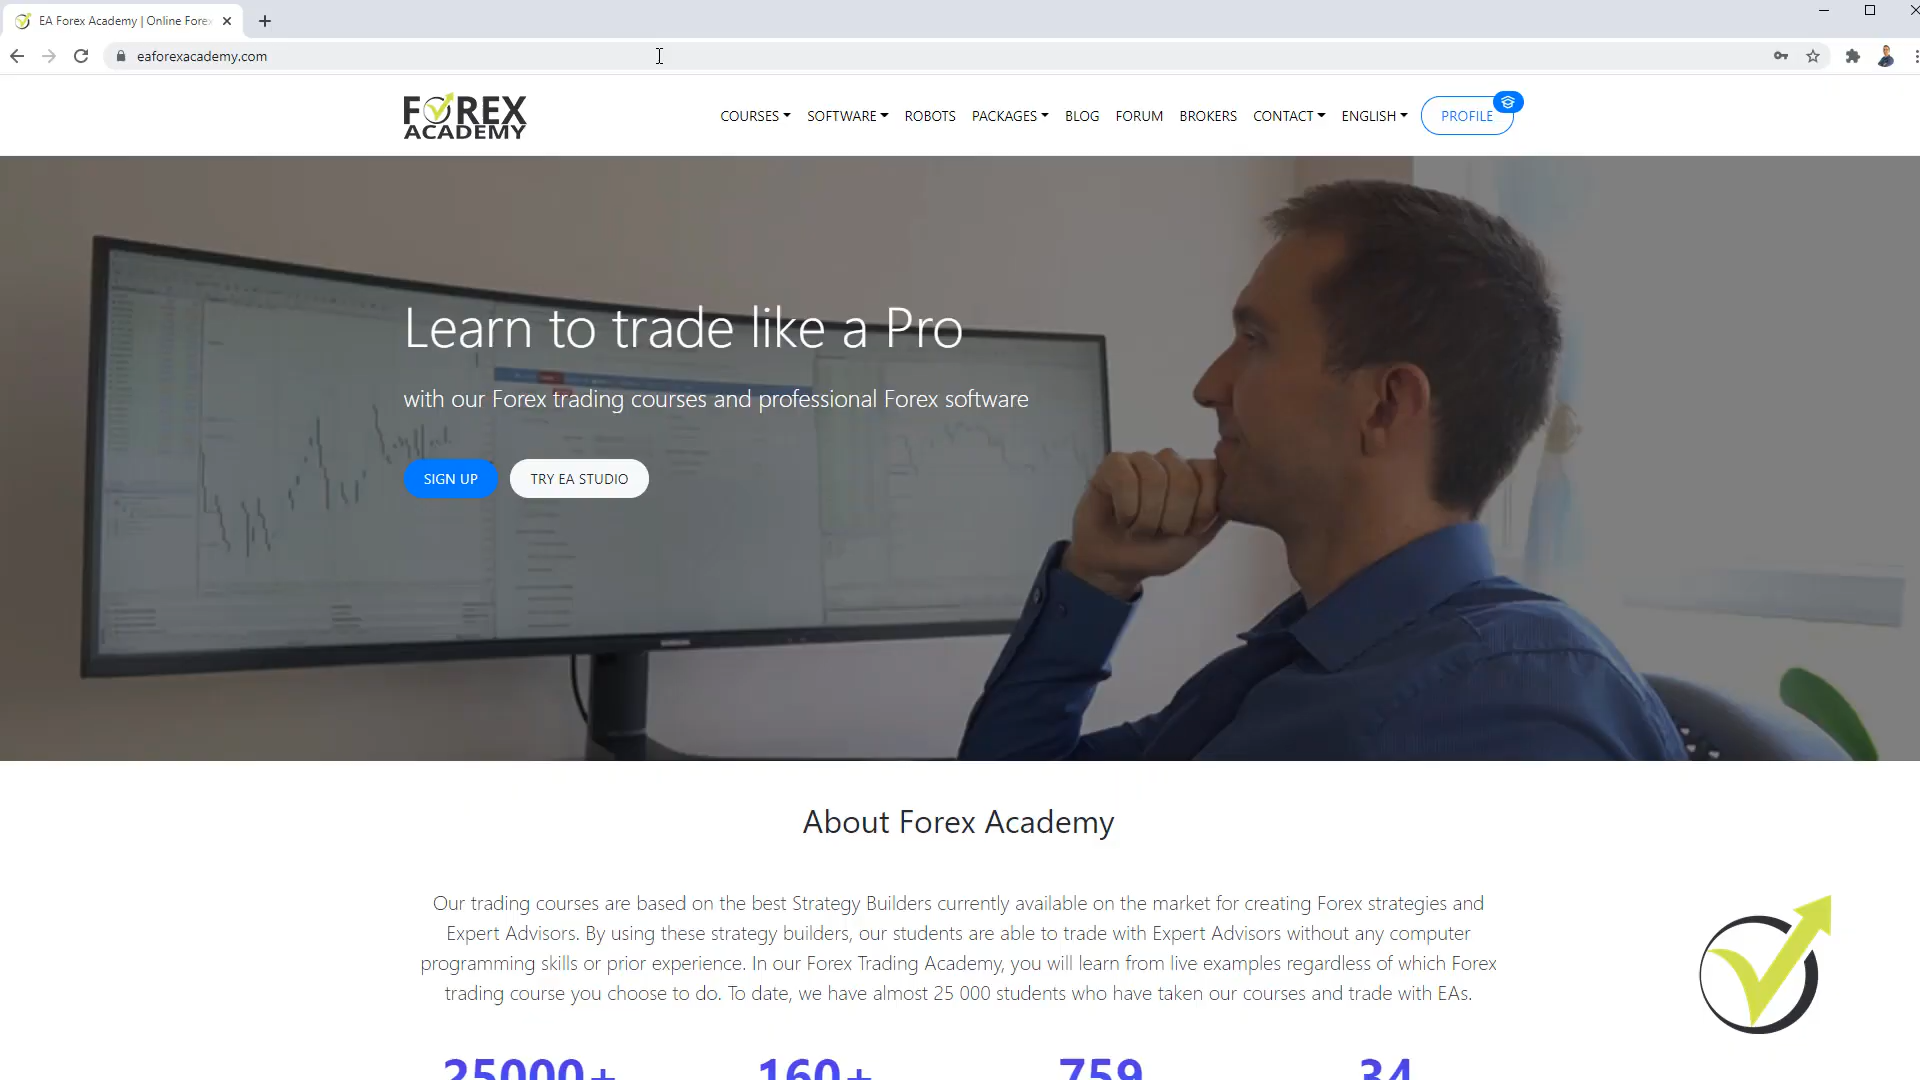 EA Forex Academy | Online Forex
eaforexacademy.com
FOREX
ACADEMY
COURSES
SOFTWARE
ROBOTS
PACKAGES
BLOG
FORUM
BROKERS
CONTACT
ENGLISH
PROFILE
Learn to trade like a Pro
with our Forex trading courses and professional Forex software
SIGN UP
TRY EA STUDIO
About Forex Academy
Our trading courses are based on the best Strategy Builders currently available on the market for creating Forex strategies and
Expert Advisors. By using these strategy builders, our students are able to trade with Expert Advisors without any computer
programming skills or prior experience. In our Forex Trading Academy, you will learn from live examples regardless of which Forex
trading course you choose to do. To date, we have almost 25 000 students who have taken our courses and trade with EAs.
25000+
160+
759
34